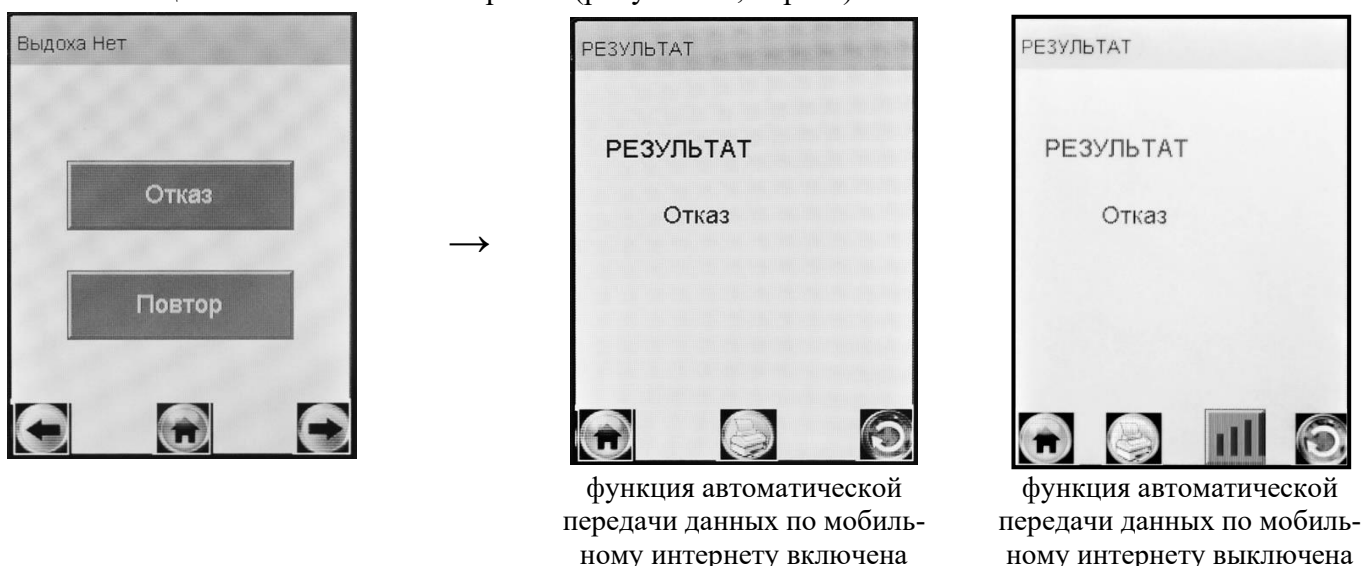 Выдоха Нет
Отказ
Повтор
→
РЕЗУЛЬТАТ
РЕЗУЛЬТАТ
Отказ
функция автоматической
передачи данных по мобиль-
ному интернету включена
РЕЗУЛЬТАТ
РЕЗУЛЬТАТ
Отказ
функция автоматической
передачи данных по мобиль-
ному интернету выключена